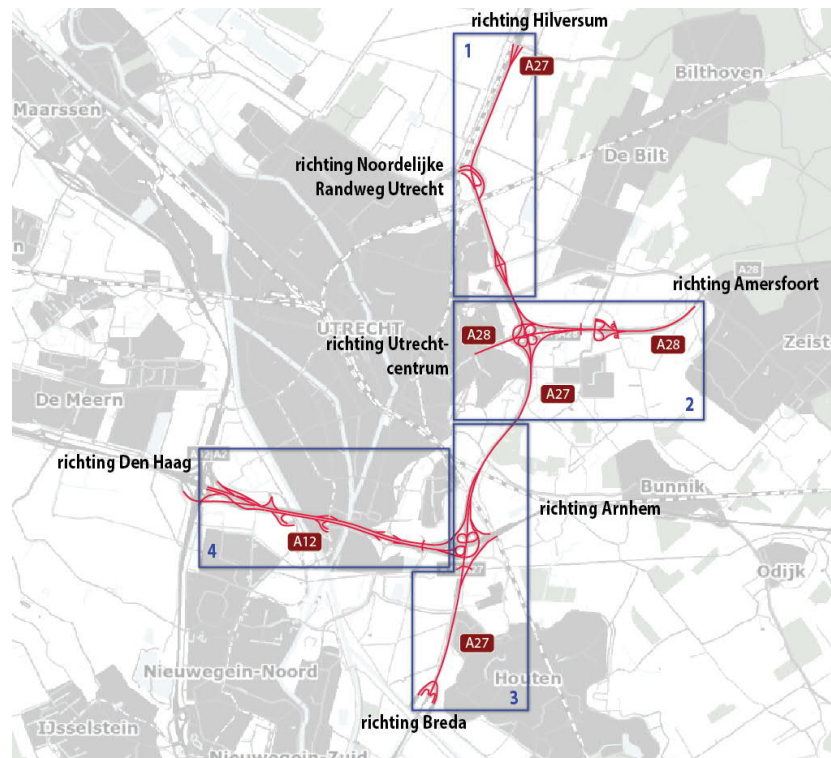 richting Hilversum
1
A27
Bilthoven
Maarssen
De Bilt
richting Noordelijke
Randweg Utrecht
A28
richting Amersfoort
UTRECHT
A28
richting Utrecht-
centrum
A28
Zeist
De Meern
A27
2
richting Den Haag
A2
Bunnik
richting Arnhem
4
A12
Odijk
A27
Nieuwegein-Noord
Houten
3
IJsselstein
richting Breda
Nieuwegein-Zuid